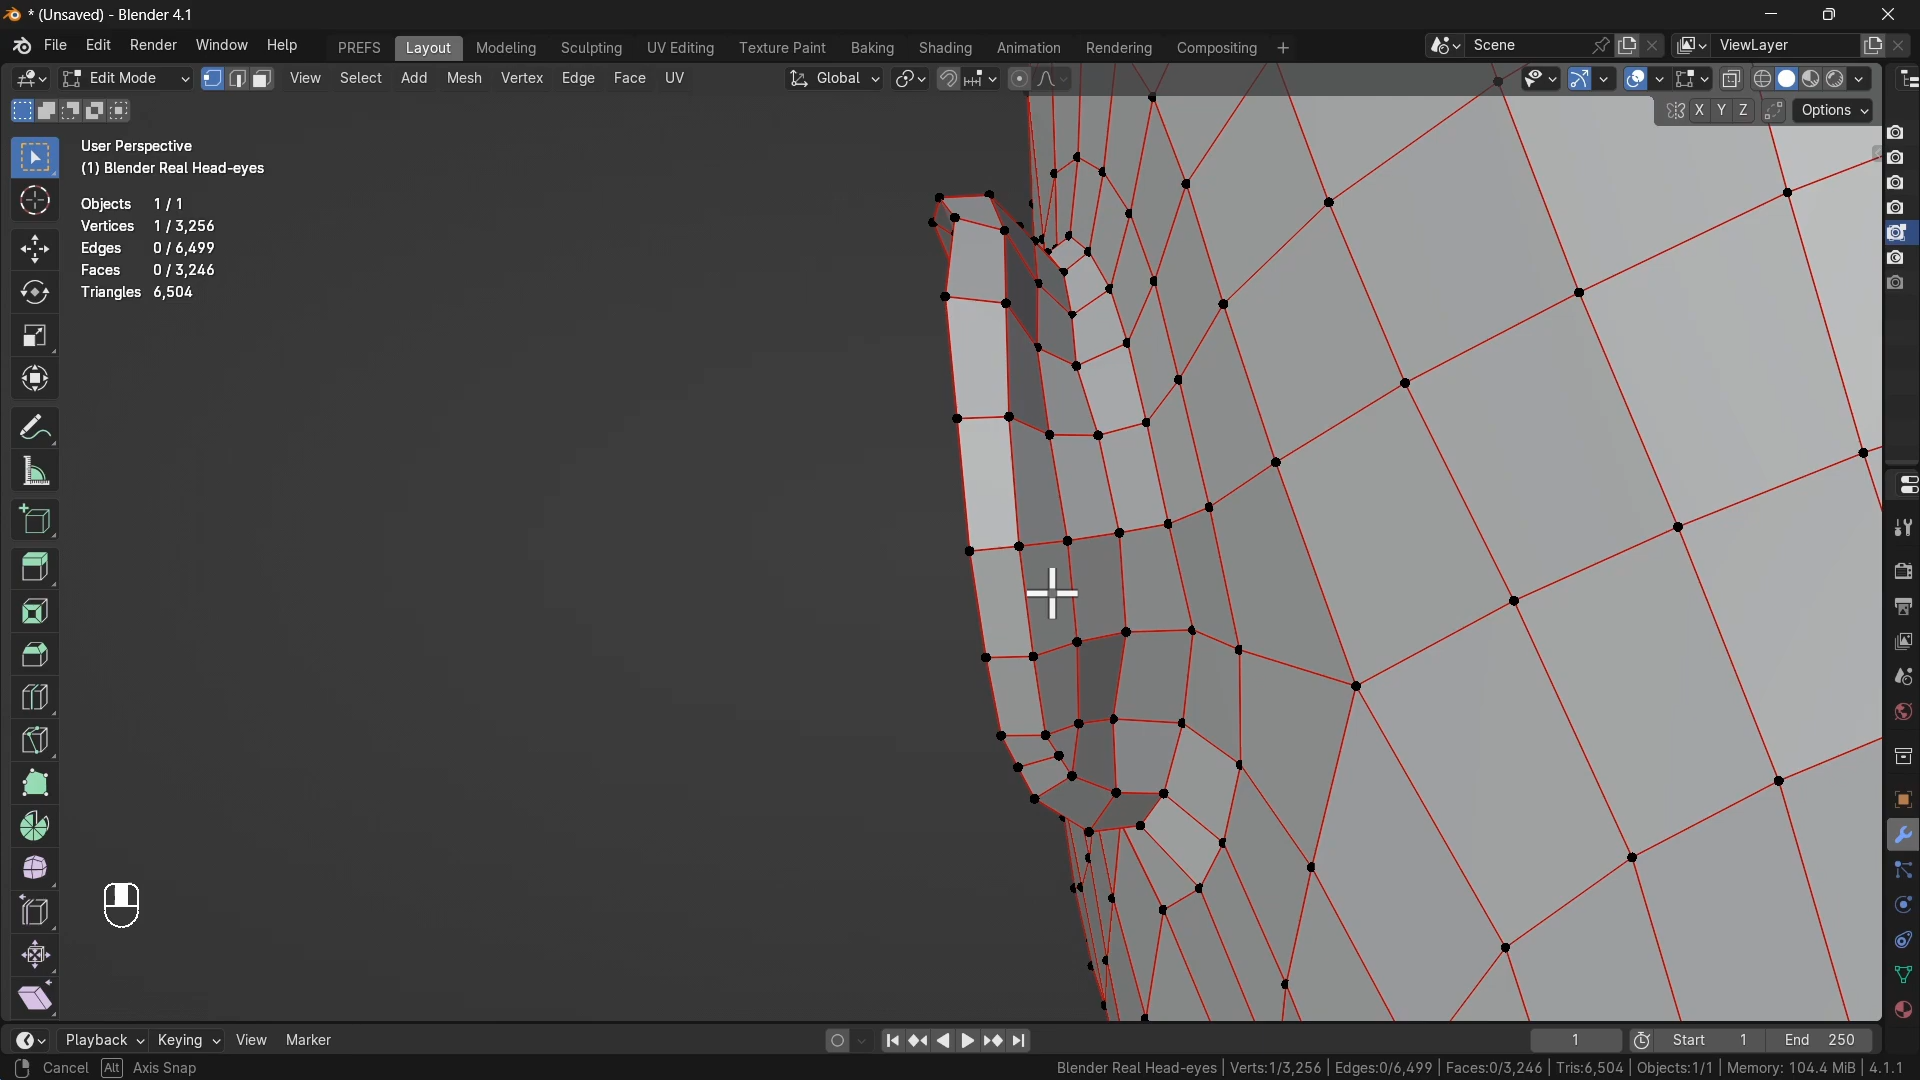 * (Unsaved) - Blender 4.1
File Edit Render Window Help PREFS Layout Modeling Sculpting UV Editing Texture Paint Baking Shading Animation Rendering Compositing + Scene ViewLayer
Edit Mode View Select Add Mesh Vertex Edge Face UV Global
X Y Z Options
User Perspective
(1) Blender Real Head-eyes
Objects 1 / 1
Vertices 1 / 3,256
Edges 0 / 6,499
Faces 0 / 3,246
Triangles 6,504
Playback Keying View Marker 1 Start 1 End 250
Cancel Alt Axis Snap Blender Real Head-eyes | Verts:1/3,256 | Edges:0/6,499 | Faces:0/3,246 | Tris:6,504 | Objects:1/1 | Memory: 104.4 MiB | 4.1.1